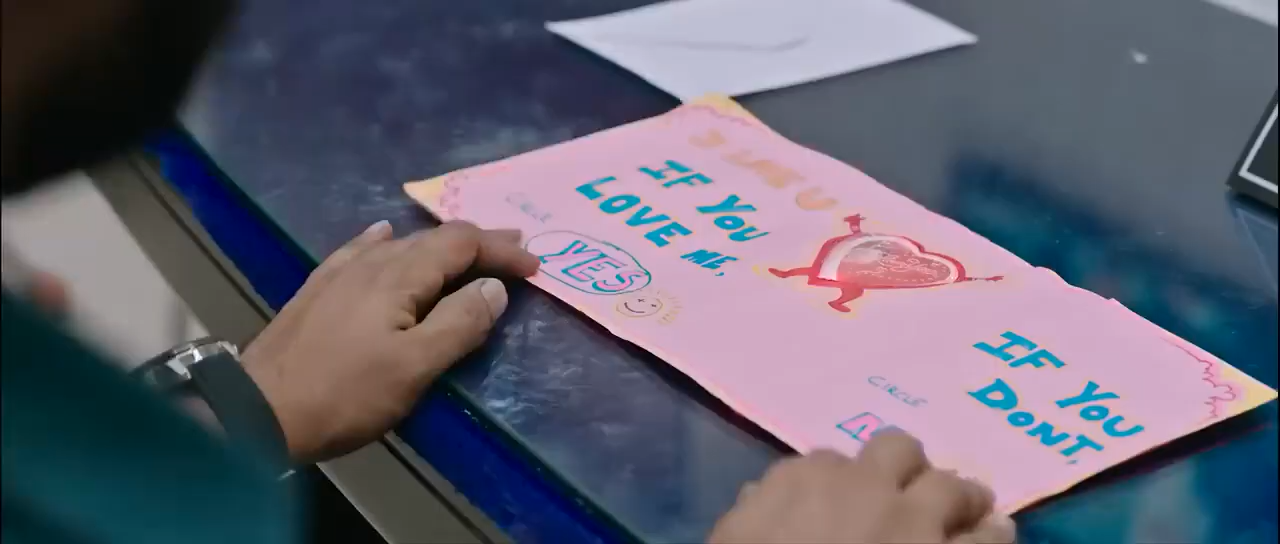 I LIKE U
IF YOU
LOVE ME,
CIRCLE
YES
IF YOU
DONT,
CIRCLE